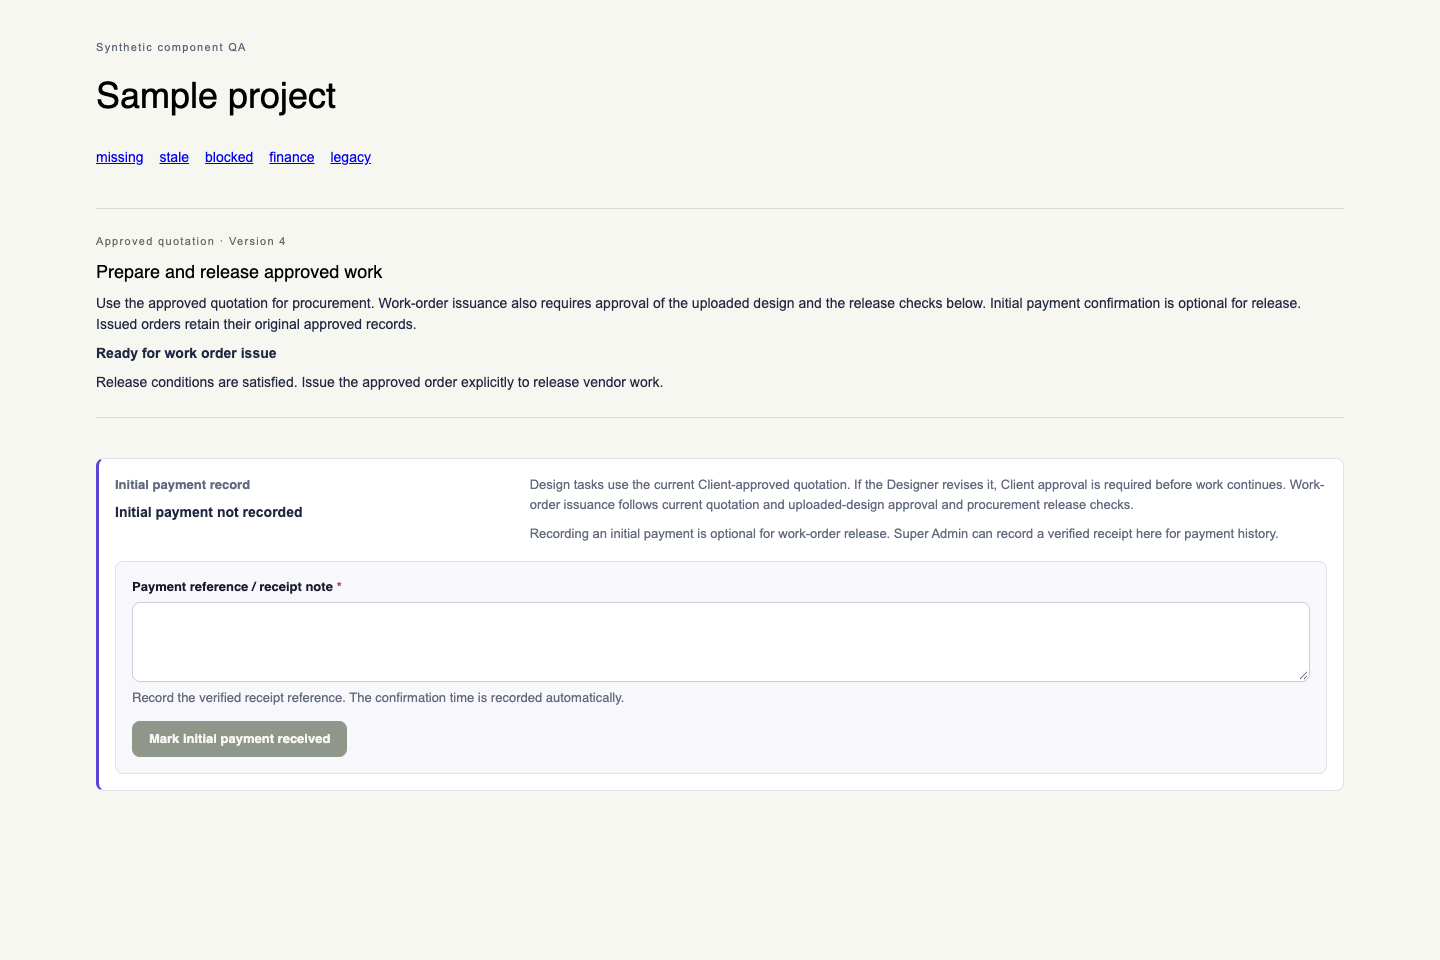 Synthetic component QA
Sample project
missing stale blocked finance legacy
Approved quotation · Version 4
Prepare and release approved work
Use the approved quotation for procurement. Work-order issuance also requires approval of the uploaded design and the release checks below. Initial payment confirmation is optional for release.
Issued orders retain their original approved records.
Ready for work order issue
Release conditions are satisfied. Issue the approved order explicitly to release vendor work.
Initial payment record
Initial payment not recorded
Design tasks use the current Client-approved quotation. If the Designer revises it, Client approval is required before work continues. Work-
order issuance follows current quotation and uploaded-design approval and procurement release checks.
Recording an initial payment is optional for work-order release. Super Admin can record a verified receipt here for payment history.
Payment reference / receipt note *
Record the verified receipt reference. The confirmation time is recorded automatically.
Mark initial payment received